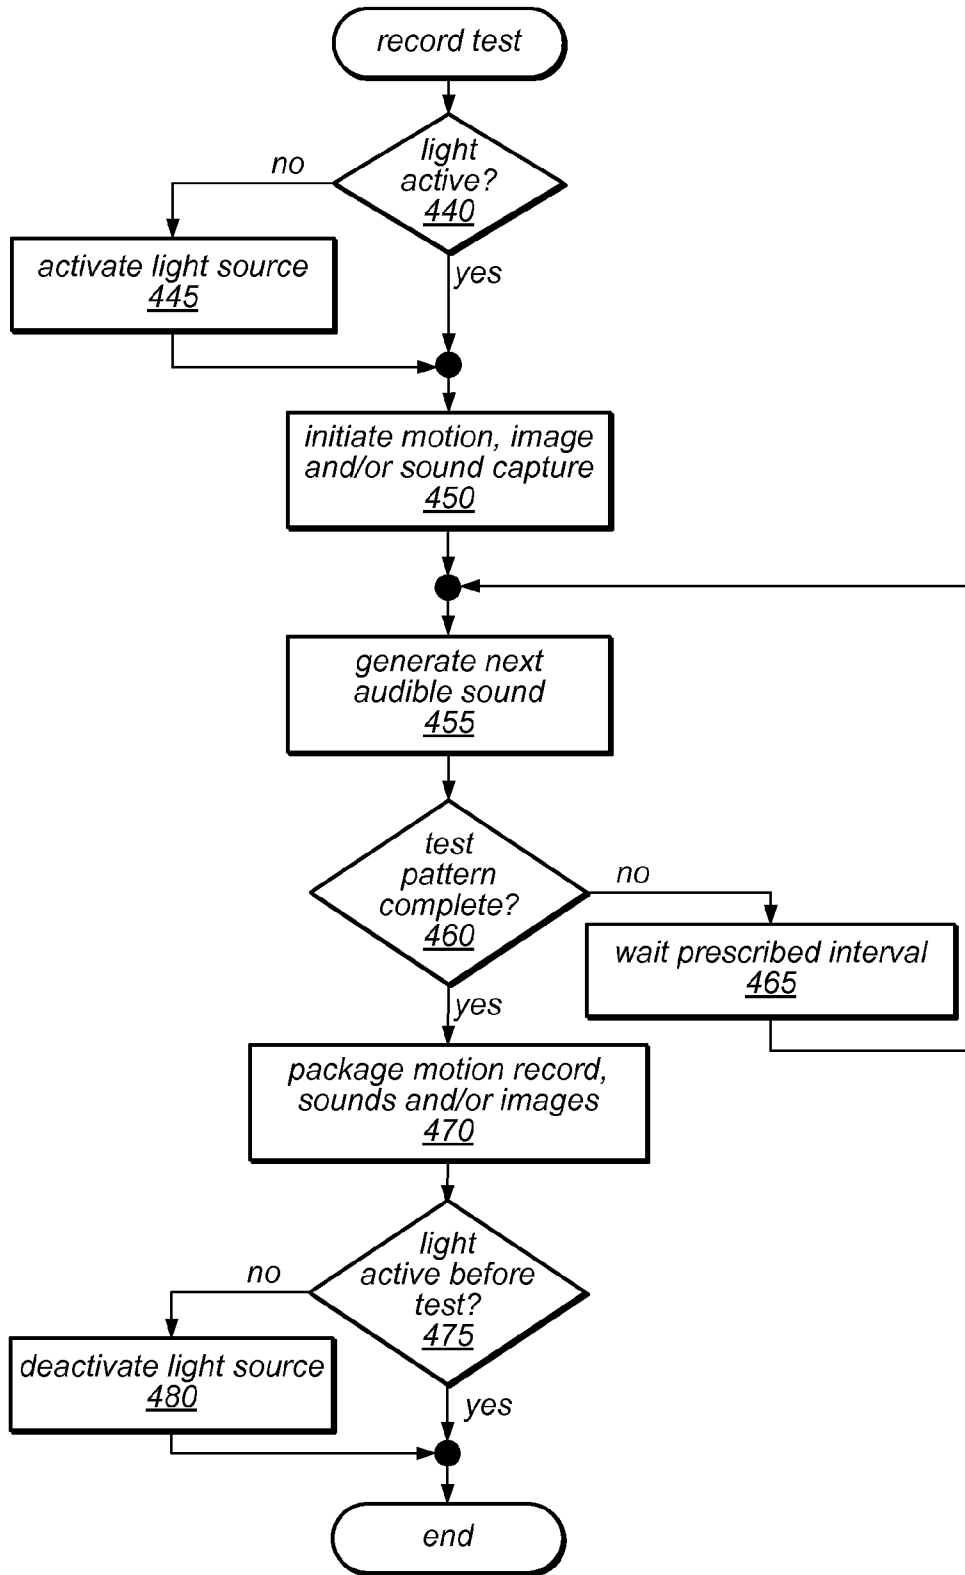 record test
light
active?
440
no
yes
activate light source
445
initiate motion, image
and/or sound capture
450
generate next
audible sound
455
test
pattern
complete?
460
no
yes
wait prescribed interval
465
package motion record,
sounds and/or images
470
light
active before
test?
475
no
yes
deactivate light source
480
end